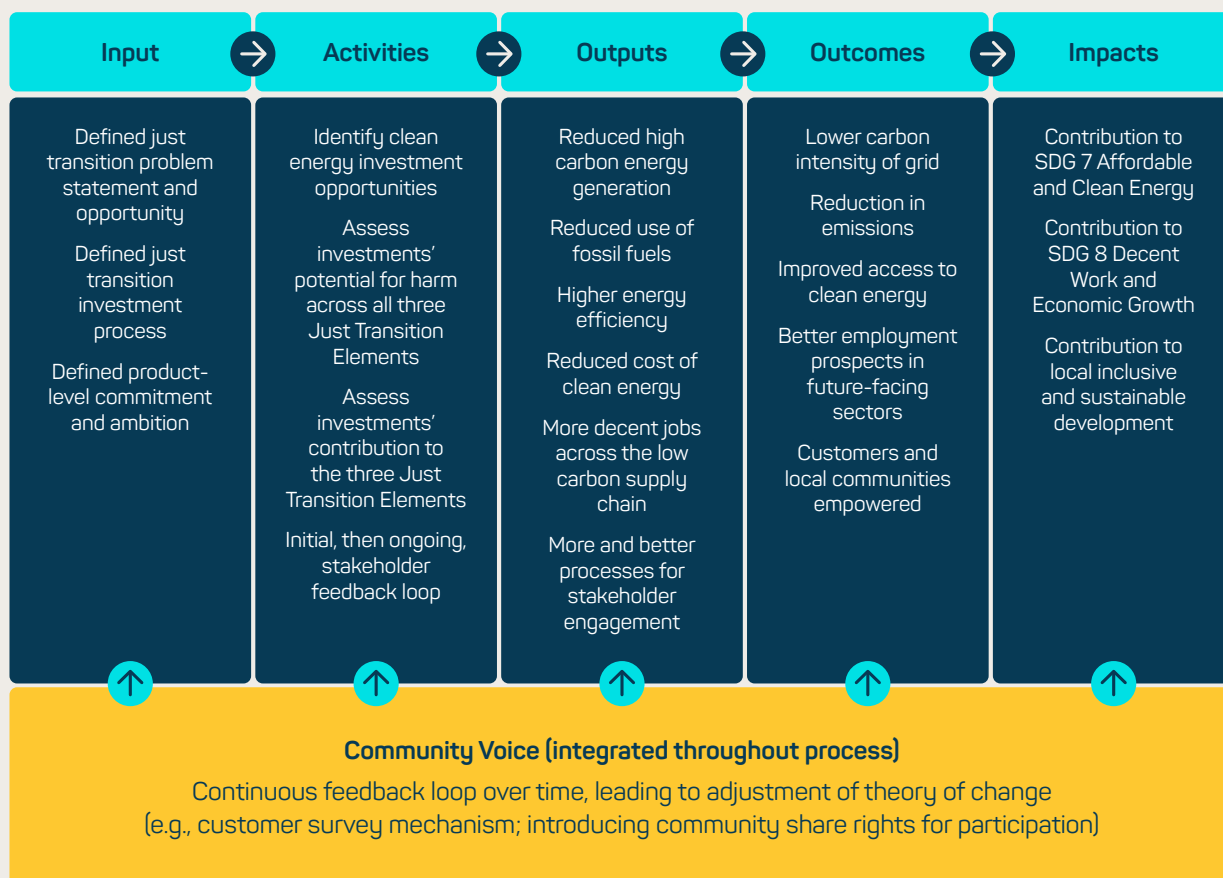 Input
Activities
Outputs
Outcomes
Impacts
Defined just
transition problem
statement and
opportunity
Defined just
transition
investment
process
Defined product-
level commitment
and ambition
Identify clean
energy investment
opportunities
Assess
investments’
potential for harm
across all three
Just Transition
Elements
Assess
investments’
contribution to
the three Just
Transition Elements
Initial, then ongoing,
stakeholder
feedback loop
Reduced high
carbon energy
generation
Reduced use of
fossil fuels
Higher energy
efficiency
Reduced cost of
clean energy
More decent jobs
across the low
carbon supply
chain
More and better
processes for
stakeholder
engagement
Lower carbon
intensity of grid
Reduction in
emissions
Improved access to
clean energy
Better employment
prospects in
future-facing
sectors
Customers and
local communities
empowered
Contribution to
SDG 7 Affordable
and Clean Energy
Contribution to
SDG 8 Decent
Work and
Economic Growth
Contribution to
local inclusive
and sustainable
development
Community Voice (integrated throughout process)
Continuous feedback loop over time, leading to adjustment of theory of change
(e.g., customer survey mechanism; introducing community share rights for participation)